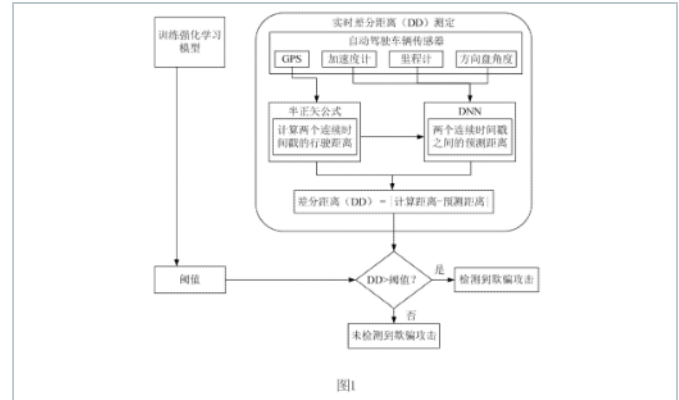 实时差分距离（DD）测定
训练强化学习
模型
自动驾驶车辆传感器
GPS
加速度计
里程计
方向盘角度
半正矢公式
计算两个连续时
间戳的行驶距离
DNN
两个连续时间戳
之间的预测距离
差分距离（DD）= |计算距离-预测距离|
阈值
DD>阈值？
是
检测到欺骗攻击
否
未检测到欺骗攻击
图1